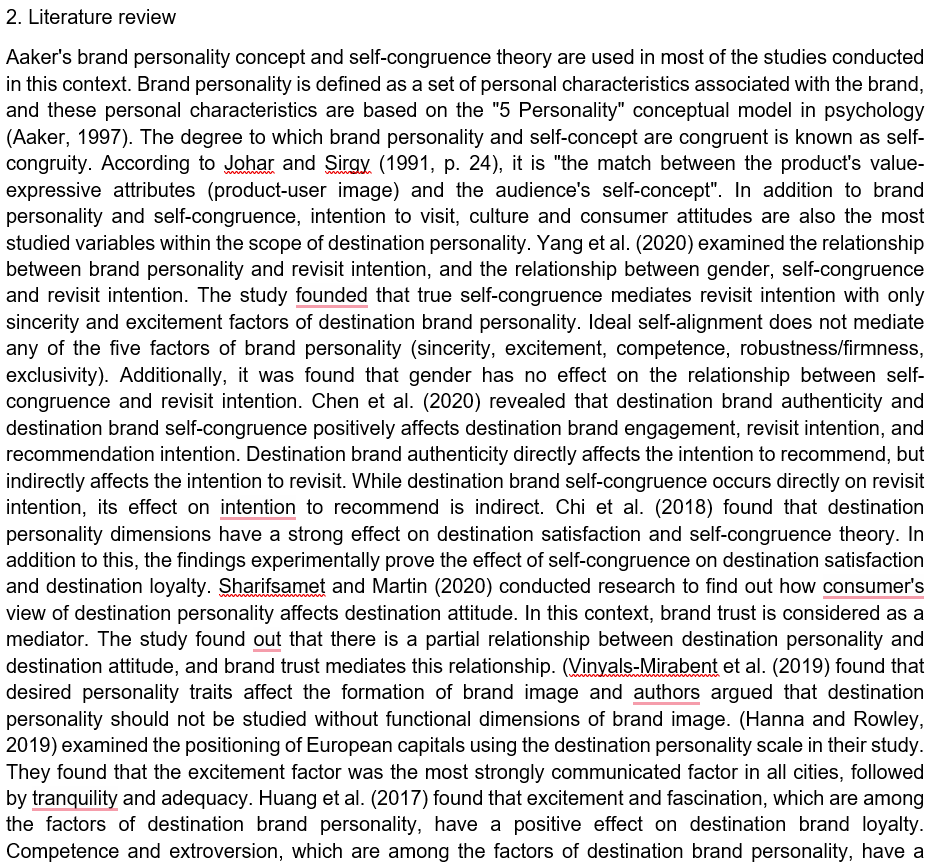 2. Literature review
Aaker's brand personality concept and self-congruence theory are used in most of the studies conducted
in this context. Brand personality is defined as a set of personal characteristics associated with the brand,
and these personal characteristics are based on the "5 Personality" conceptual model in psychology
(Aaker, 1997). The degree to which brand personality and self-concept are congruent is known as self-
congruity. According to Johar and Sirgy (1991, p. 24), it is "the match between the product's value-
expressive attributes (product-user image) and the audience's self-concept". In addition to brand
personality and self-congruence, intention to visit, culture and consumer attitudes are also the most
studied variables within the scope of destination personality. Yang et al. (2020) examined the relationship
between brand personality and revisit intention, and the relationship between gender, self-congruence
and revisit intention. The study founded that true self-congruence mediates revisit intention with only
sincerity and excitement factors of destination brand personality. Ideal self-alignment does not mediate
any of the five factors of brand personality (sincerity, excitement, competence, robustness/firmness,
exclusivity). Additionally, it was found that gender has no effect on the relationship between self-
congruence and revisit intention. Chen et al. (2020) revealed that destination brand authenticity and
destination brand self-congruence positively affects destination brand engagement, revisit intention, and
recommendation intention. Destination brand authenticity directly affects the intention to recommend, but
indirectly affects the intention to revisit. While destination brand self-congruence occurs directly on revisit
intention, its effect on intention to recommend is indirect. Chi et al. (2018) found that destination
personality dimensions have a strong effect on destination satisfaction and self-congruence theory. In
addition to this, the findings experimentally prove the effect of self-congruence on destination satisfaction
and destination loyalty. Sharifsamet and Martin (2020) conducted research to find out how consumer's
view of destination personality affects destination attitude. In this context, brand trust is considered as a
mediator. The study found out that there is a partial relationship between destination personality and
destination attitude, and brand trust mediates this relationship. (Vinyals-Mirabent et al. (2019) found that
desired personality traits affect the formation of brand image and authors argued that destination
personality should not be studied without functional dimensions of brand image. (Hanna and Rowley,
2019) examined the positioning of European capitals using the destination personality scale in their study.
They found that the excitement factor was the most strongly communicated factor in all cities, followed
by tranquility and adequacy. Huang et al. (2017) found that excitement and fascination, which are among
the factors of destination brand personality, have a positive effect on destination brand loyalty.
Competence and extroversion, which are among the factors of destination brand personality, have a